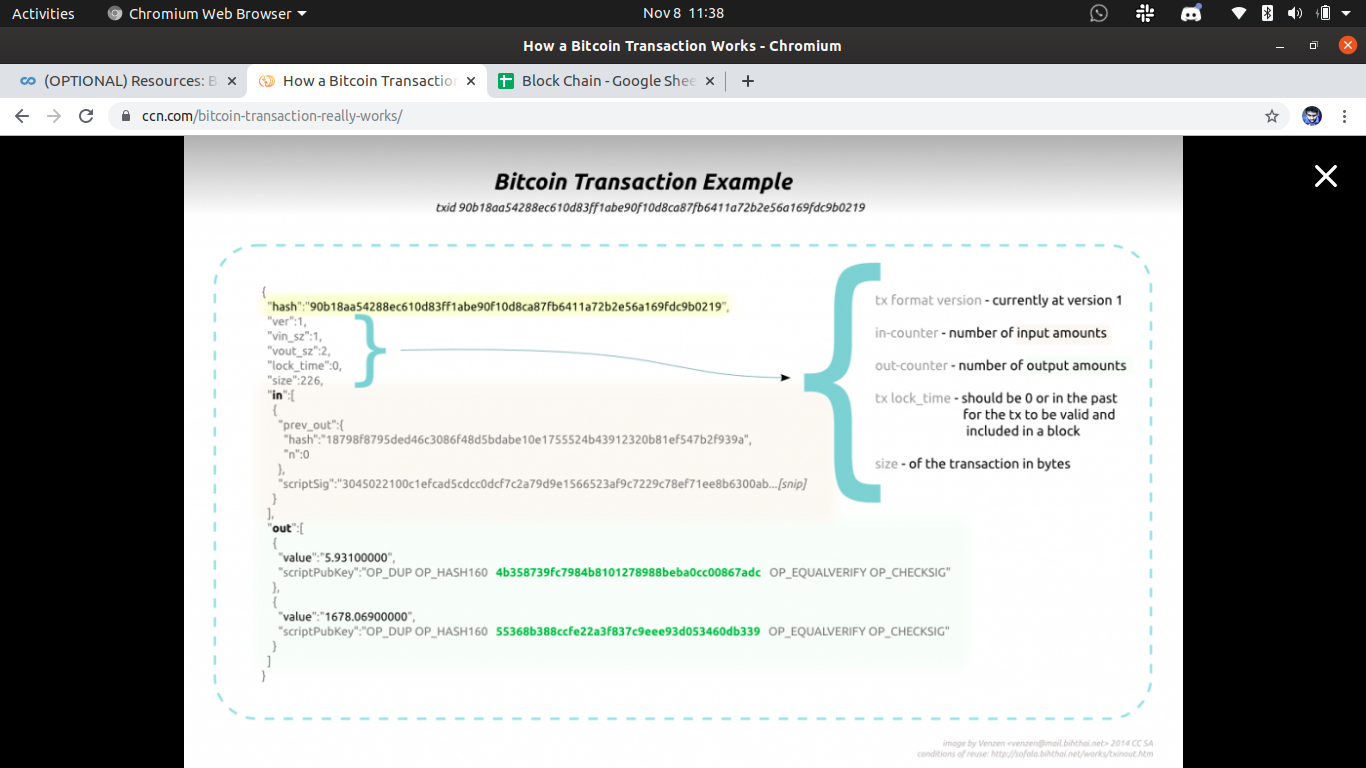 Activities
Chromium Web Browser
Nov 8 11:38
How a Bitcoin Transaction Works - Chromium
(OPTIONAL) Resources: B
How a Bitcoin Transaction
Block Chain - Google Shee
ccn.com/bitcoin-transaction-really-works/
Bitcoin Transaction Example
txid 90b18aa54288ec610d83ff1abe90f10d8ca87fb6411a72b2e56a169fdc9b0219
{
"hash":"90b18aa54288ec610d83ff1abe90f10d8ca87fb6411a72b2e56a169fdc9b0219",
"ver":1,
"vin_sz":1,
"vout_sz":2,
"lock_time":0,
"size":226,
"in":[
{
"prev_out":{
"hash":"18798f8795ded46c3086f48d5bdabe10e1755524b43912320b81ef547b2f939a",
"n":0
},
"scriptSig":"3045022100c1efcad5cdcc0dcf7c2a79d9e1566523af9c7229c78ef71ee8b6300ab...[snip]
}
],
"out":[
{
"value":"5.93100000",
"scriptPubKey":"OP_DUP OP_HASH160 4b358739fc7984b8101278988beba0cc00867adc OP_EQUALVERIFY OP_CHECKSIG"
},
{
"value":"1678.06900000",
"scriptPubKey":"OP_DUP OP_HASH160 55368b388ccfe22a3f837c9eee93d053460db339 OP_EQUALVERIFY OP_CHECKSIG"
}
]
}
tx format version - currently at version 1
in-counter - number of input amounts
out-counter - number of output amounts
tx lock_time - should be 0 or in the past
for the tx to be valid and
included in a block
size - of the transaction in bytes
image by Venzen <venzen@mail.bihthai.net> 2014 CC SA
conditions of reuse: http://safala.bihthai.net/works/txinout.htm